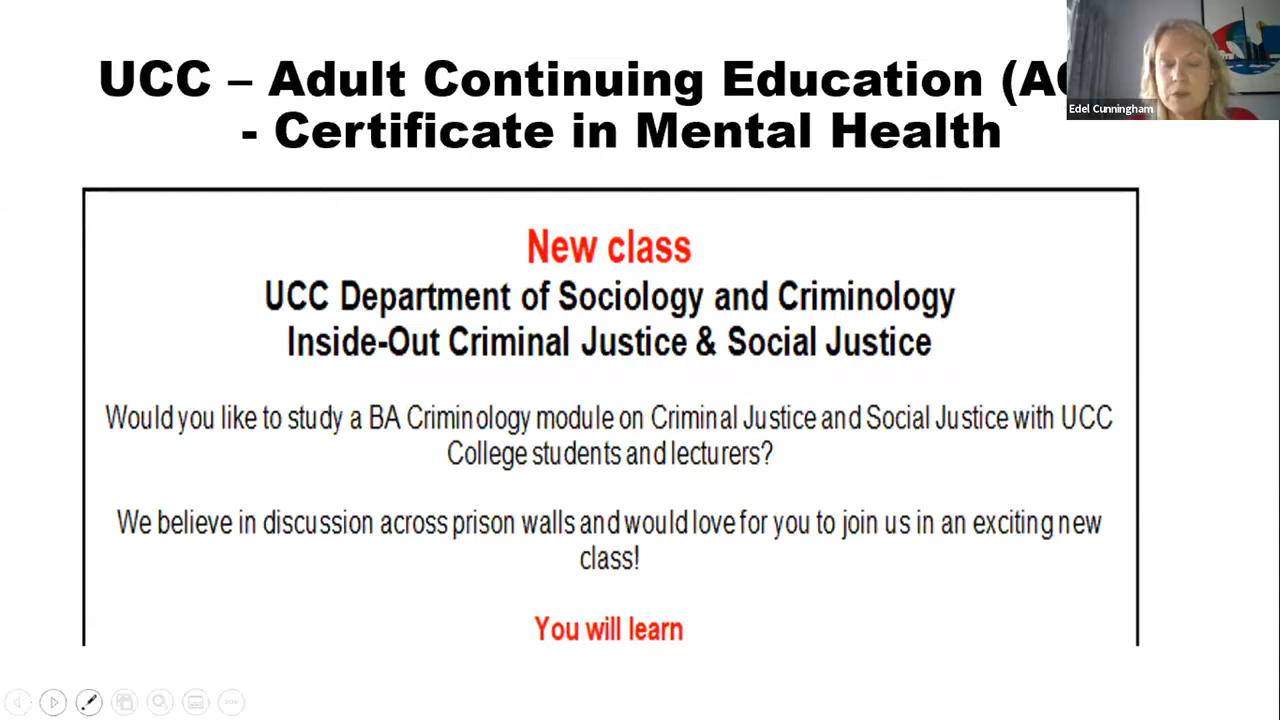 UCC – Adult Continuing Education
- Certificate in Mental Health
Edel Cunningham
New class
UCC Department of Sociology and Criminology
Inside-Out Criminal Justice & Social Justice
Would you like to study a BA Criminology module on Criminal Justice and Social Justice with UCC
College students and lecturers?
We believe in discussion across prison walls and would love for you to join us in an exciting new
class!
You will learn